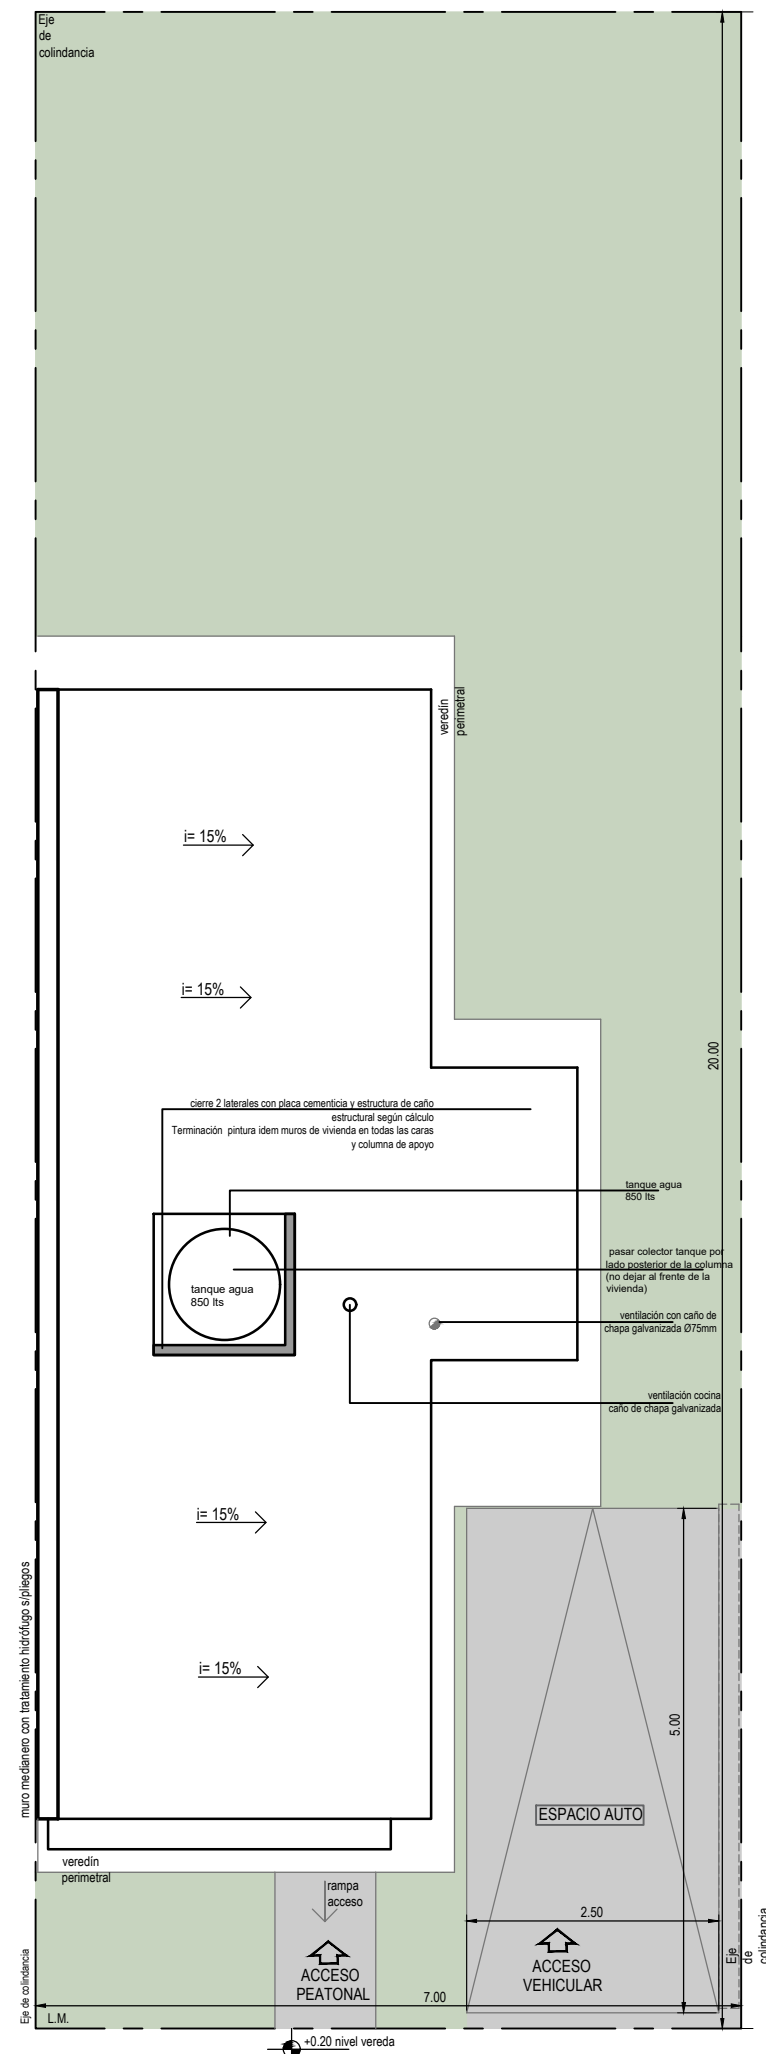 Eje
de
colindancia
veredín
perimetral
i= 15%
i= 15%
20.00
cierre 2 laterales con placa cementicia y estructura de caño
estructural según cálculo
Terminación pintura idem muros de vivienda en todas las caras
y columna de apoyo
tanque agua
850 lts
pasar colector tanque por
lado posterior de la columna
(no dejar al frente de la
vivienda)
tanque agua
850 lts
ventilación con caño de
chapa galvanizada Ø75mm
ventilación cocina
caño de chapa galvanizada
i= 15%
muro medianero con tratamiento hidrófugo s/pliegos
i= 15%
5.00
ESPACIO AUTO
veredín
perimetral
rampa
acceso
2.50
Eje
de
colindancia
Eje de colindancia
ACCESO
PEATONAL
ACCESO
VEHICULAR
7.00
L.M.
+0.20 nivel vereda